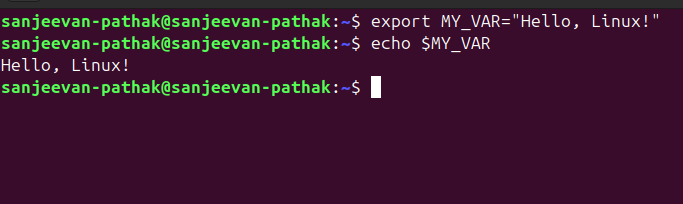 sanjeevan-pathak@sanjeevan-pathak:~$ export MY_VAR="Hello, Linux!"
sanjeevan-pathak@sanjeevan-pathak:~$ echo $MY_VAR
Hello, Linux!
sanjeevan-pathak@sanjeevan-pathak:~$